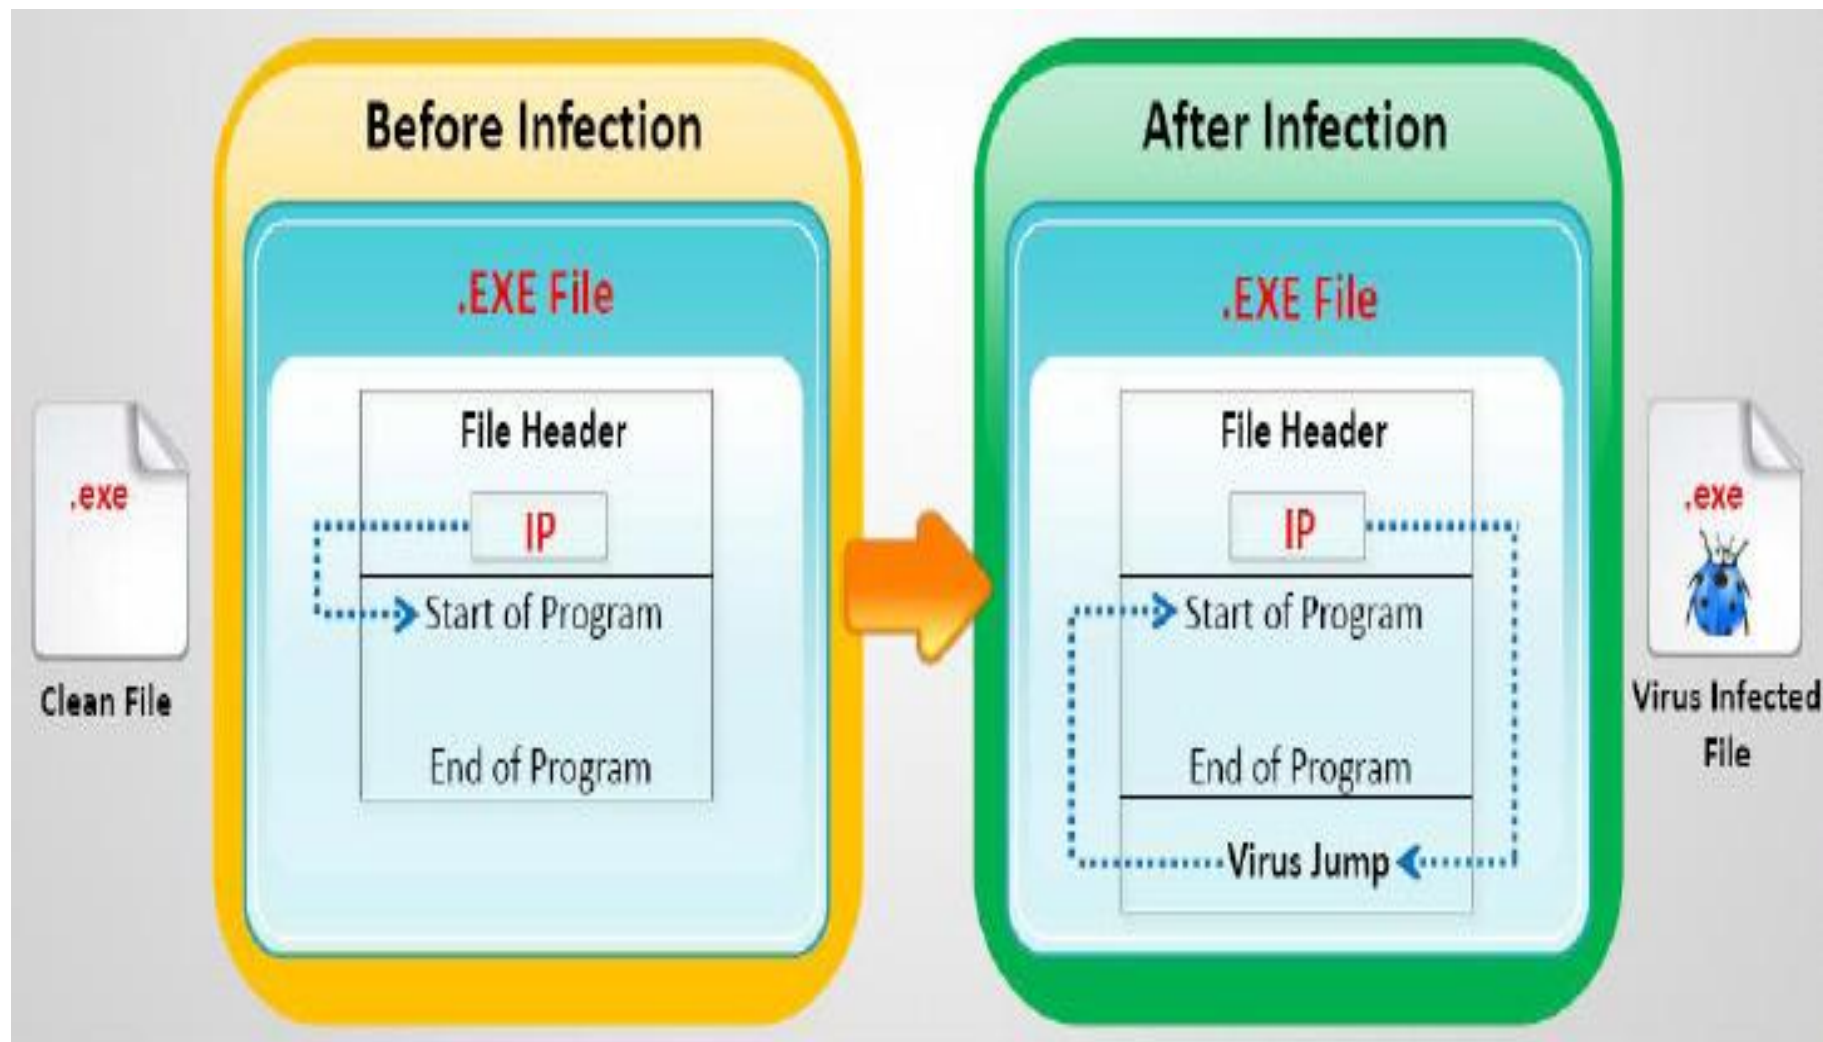 Before Infection
.EXE File
File Header
IP
Start of Program
End of Program
.exe
Clean File
After Infection
.EXE File
File Header
IP
Start of Program
End of Program
Virus Jump
.exe
Virus Infected
File